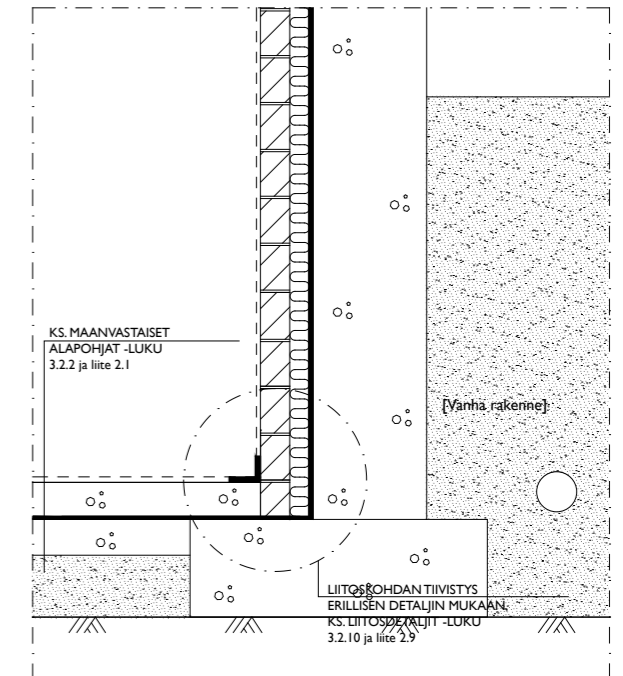 KS. MAANVASTAISET
ALAPOHJAT -LUKU
3.2.2 ja liite 2.1
[Vanha rakenne]
LIITOSKOHDAN TIIVISTYS
ERILLISEN DETALJIN MUKAAN,
KS. LIITOSDETALJIT -LUKU
3.2.10 ja liite 2.9